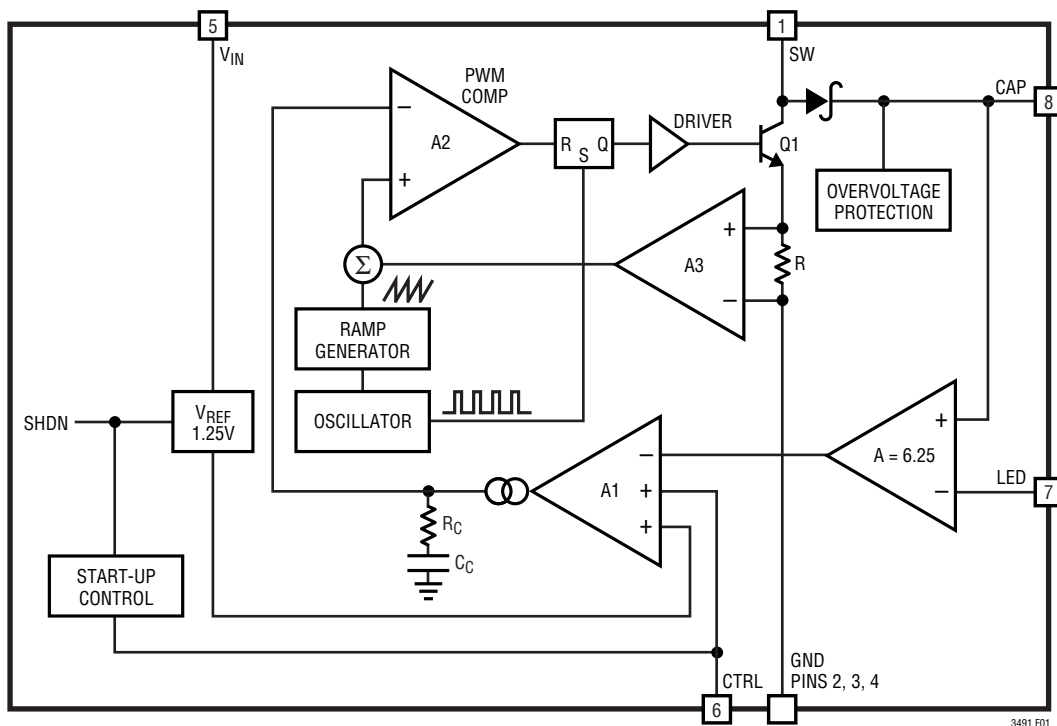 5
VIN
1
SW
PWM
COMP
−
A2
+
R
S
Q
DRIVER
Q1
CAP
8
OVERVOLTAGE
PROTECTION
+
A3
−
R
Σ
RAMP
GENERATOR
OSCILLATOR
SHDN
VREF
1.25V
+
A = 6.25
−
LED
7
−
A1
+
+
RC
CC
START-UP
CONTROL
CTRL
6
GND
PINS 2, 3, 4
3491 F01